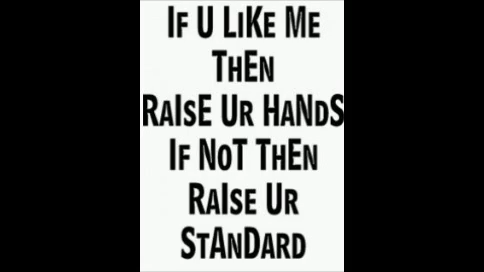 IF U LiKE ME
ThEN
RAISE UR HANdS
IF NoT ThEN
RAISE UR
STANDARD